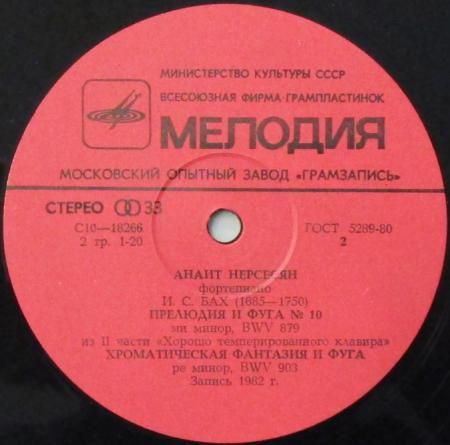 МИНИСТЕРСТВО КУЛЬТУРЫ СССР
ВСЕСОЮЗНАЯ ФИРМА·ГРАМПЛАСТИНОК
МЕЛОДИЯ
МОСКОВСКИЙ ОПЫТНЫЙ ЗАВОД «ГРАМЗАПИСЬ»
СТЕРЕО 33
С10—18266 ГОСТ 5289-80
2 гр. 1-20 2
АНАИТ НЕРСЕСЯН
фортепиано
И. С. БАХ (1685—1750)
ПРЕЛЮДИЯ И ФУГА № 10
ми минор, BWV 879
из II части «Хорошо темперированного клавира»
ХРОМАТИЧЕСКАЯ ФАНТАЗИЯ И ФУГА
ре минор, BWV 903
Запись 1982 г.